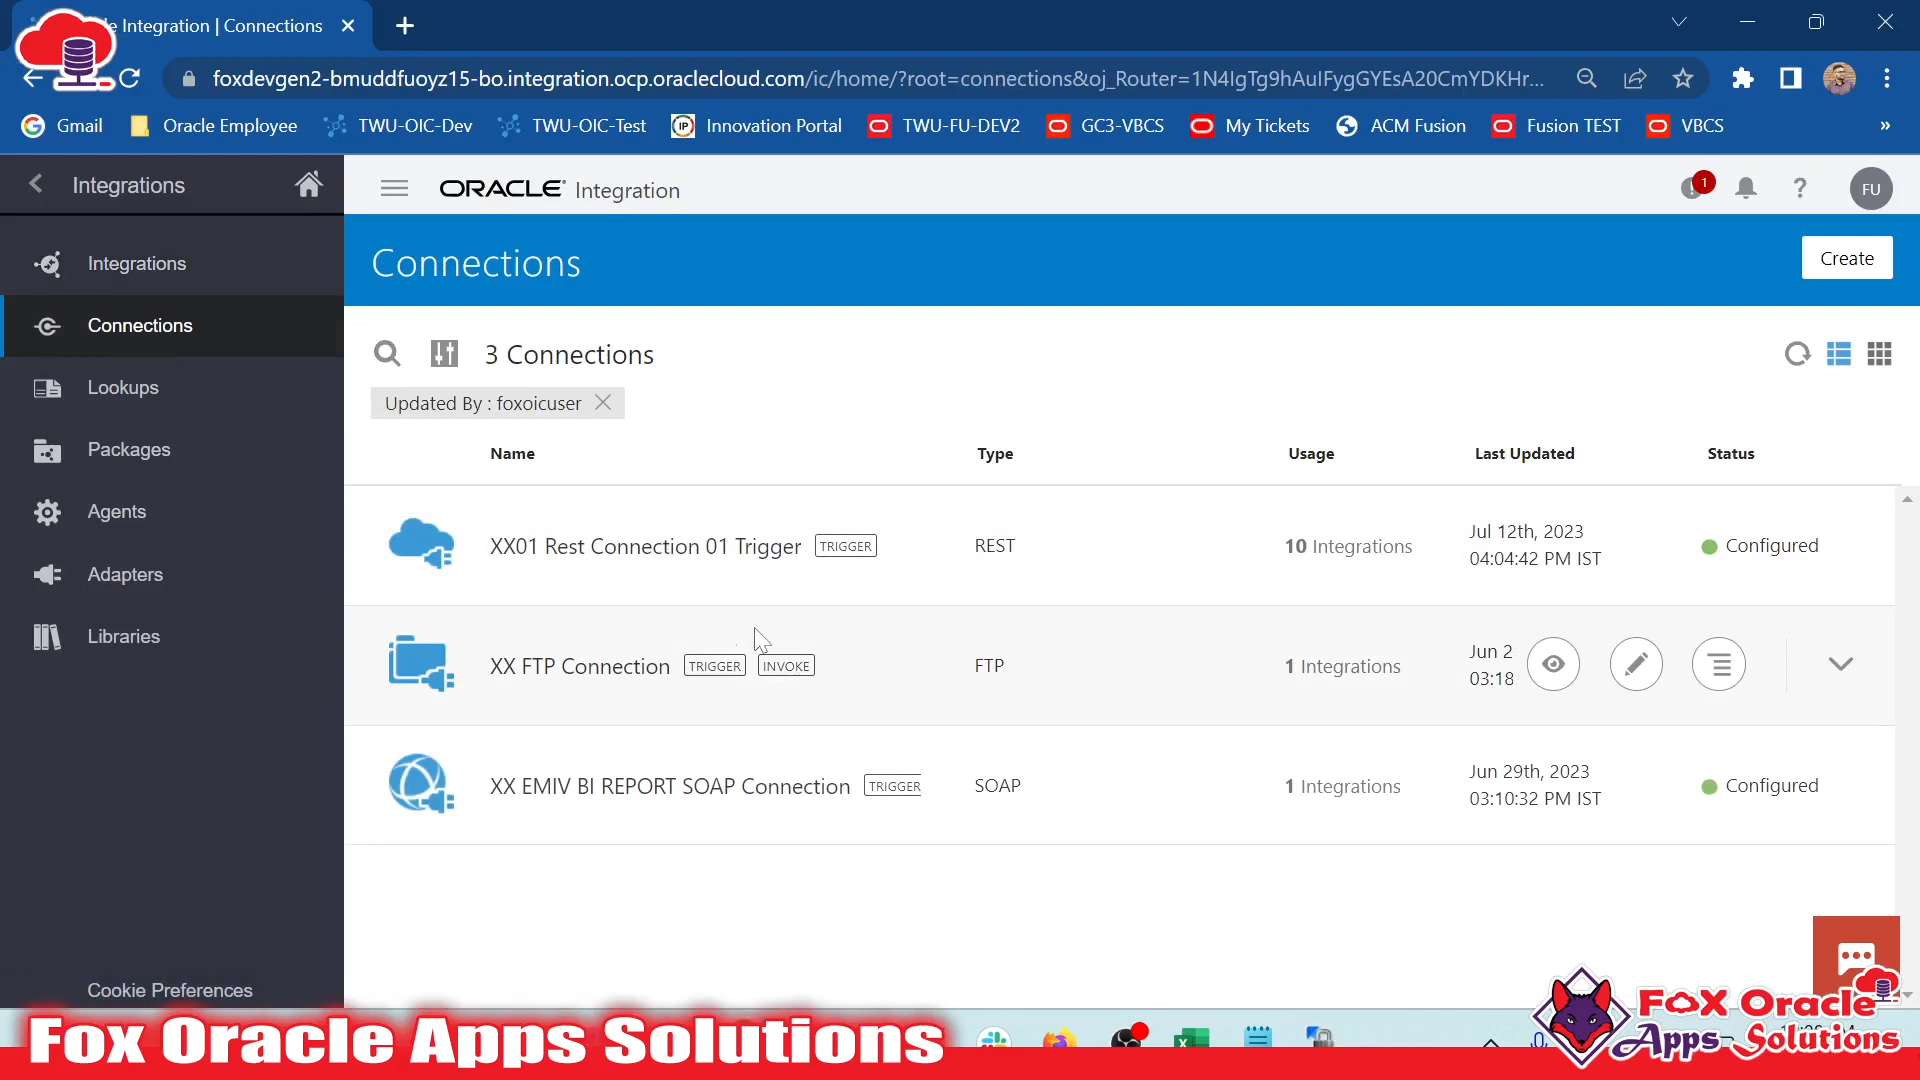 Integration | Connections
foxdevgen2-bmuddfuoyz15-bo.integration.ocp.oraclecloud.com/ic/home/?root=connections&oj_Router=1N4IgTg9hAuIFygGYEsA20CmYDKHr...
Gmail Oracle Employee TWU-OIC-Dev TWU-OIC-Test Innovation Portal TWU-FU-DEV2 GC3-VBCS My Tickets ACM Fusion Fusion TEST VBCS »
Integrations
ORACLE Integration
1
?
FU
Connections
Create
Integrations
Connections
Lookups
Packages
Agents
Adapters
Libraries
Cookie Preferences
3 Connections
Updated By : foxoicuser
Name Type Usage Last Updated Status
XX01 Rest Connection 01 Trigger TRIGGER REST 10 Integrations Jul 12th, 2023 04:04:42 PM IST Configured
XX FTP Connection TRIGGER INVOKE FTP 1 Integrations Jun 2 03:18
XX EMIV BI REPORT SOAP Connection TRIGGER SOAP 1 Integrations Jun 29th, 2023 03:10:32 PM IST Configured
Fox Oracle Apps Solutions
Fox Oracle
Apps Solutions